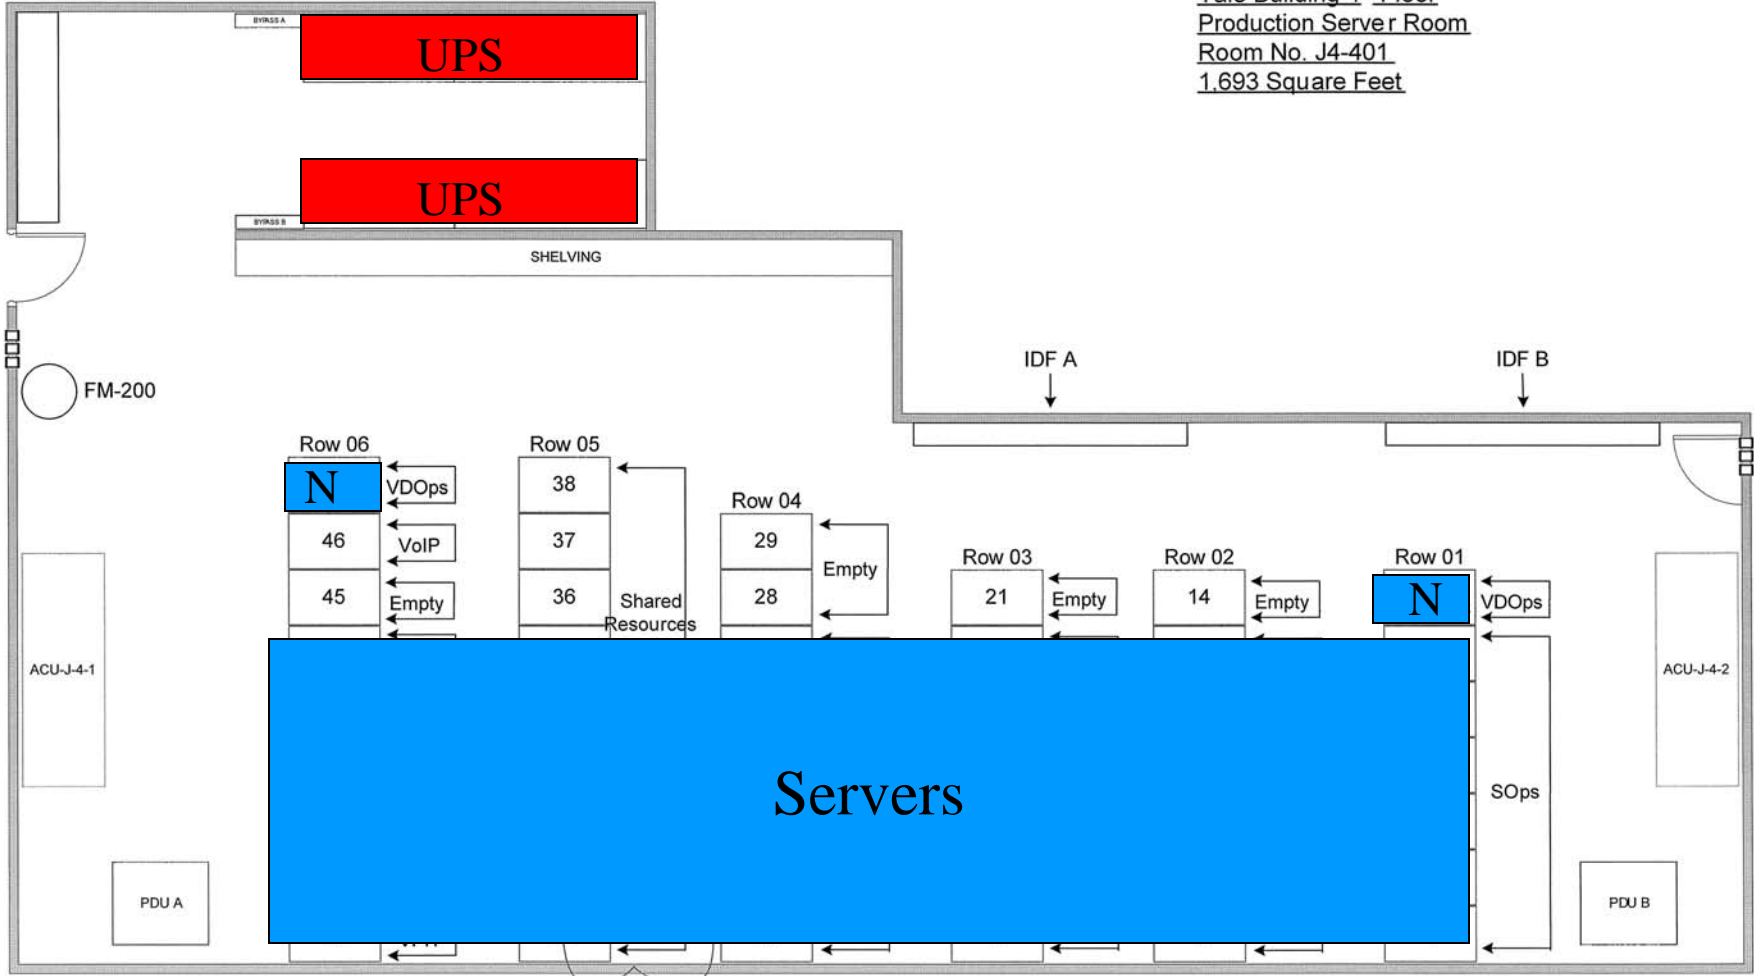 Production Server Room
Room No. J4-401
1,693 Square Feet
BYPASS A
UPS
UPS
BYPASS B
SHELVING
FM-200
IDF A
IDF B
Row 06
Row 05
Row 04
Row 03
Row 02
Row 01
N
VDOps
46
VoIP
45
Empty
38
37
36
Shared
Resources
29
28
Empty
21
Empty
14
Empty
N
VDOps
ACU-J-4-1
ACU-J-4-2
Servers
SOps
PDU A
PDU B